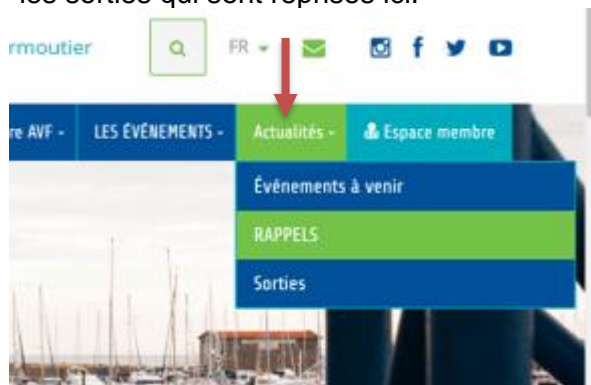 les sorties qui sont reprises ici.
rmoutier FR
re AVF - LES ÉVÉNEMENTS - Actualités - Espace membre
Événements à venir
RAPPELS
Sorties